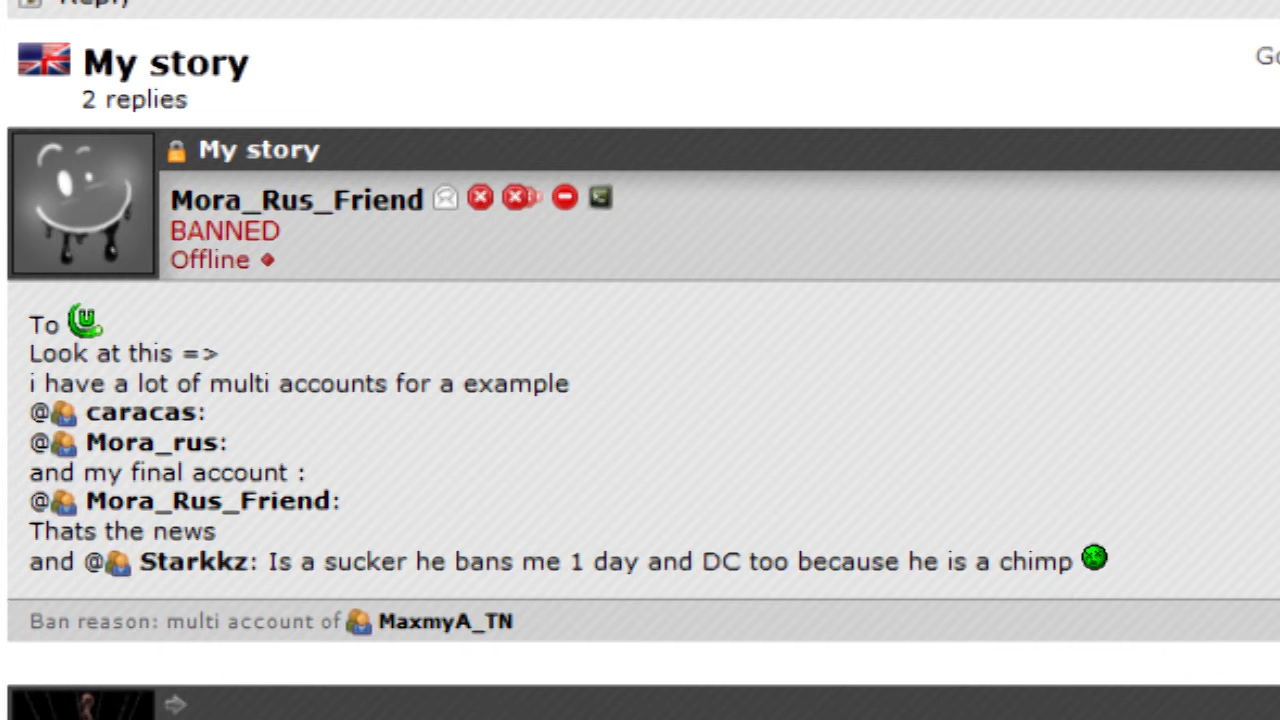 Reply
My story
Go
2 replies
My story
Mora_Rus_Friend
BANNED
Offline
To
Look at this =>
i have a lot of multi accounts for a example
@ caracas:
@ Mora_rus:
and my final account :
@ Mora_Rus_Friend:
Thats the news
and @ Starkkz: Is a sucker he bans me 1 day and DC too because he is a chimp
Ban reason: multi account of MaxmyA_TN